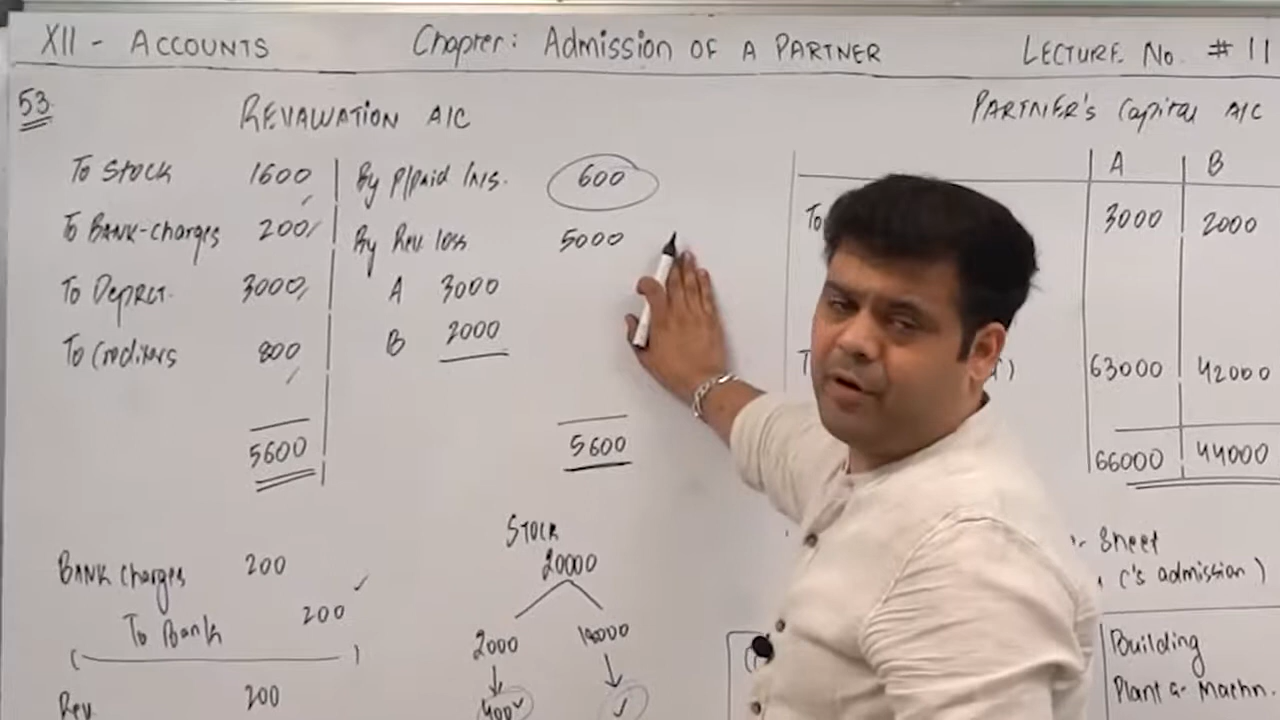 XII - ACCOUNTS Chapter: Admission OF A PARTNER LECTURE No. # 11
53
REVALUATION A/C
To Stock 1600 By P/Paid Ins. 600
To BANK-charges 200 By Rev. loss 5000
To Deprct. 3000 A 3000
To Creditors 800 B 2000
5600 5600
PARTNER'S Capital A/C
A B
To 3000 2000
63000 42000
66000 44000
BANK charges 200
To Bank 200
Rev. 200
STOCK
20000
2000 18000
400
Sheet
C's admission)
Building
Plant & Machn.